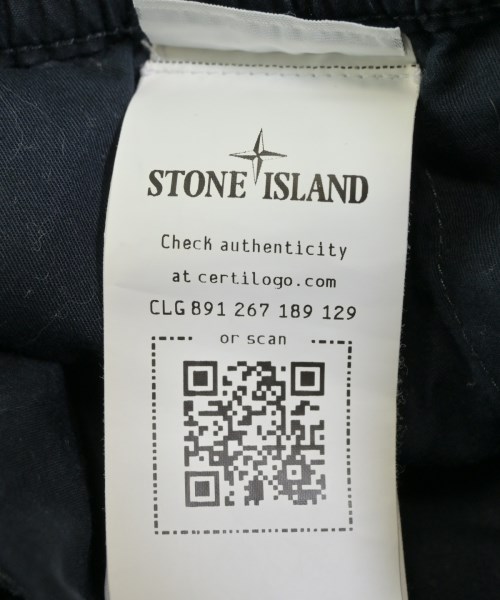 STONE ISLAND
Check authenticity
at certilogo.com
CLG 891 267 189 129
or scan